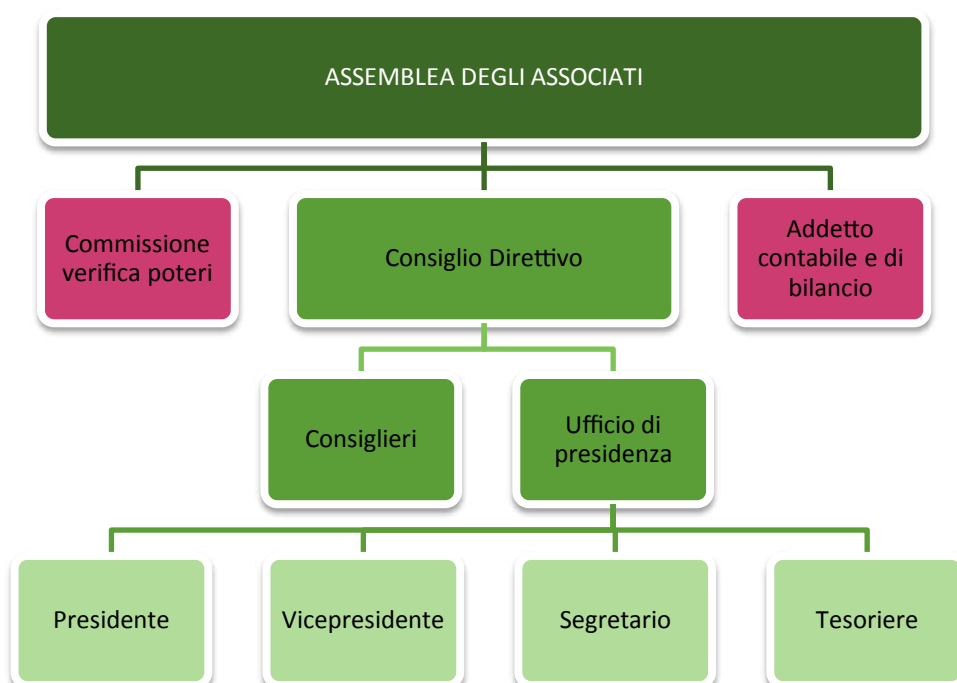 ASSEMBLEA DEGLI ASSOCIATI
Commissione
verifica poteri
Consiglio Direttivo
Addetto
contabile e di
bilancio
Consiglieri
Ufficio di
presidenza
Presidente
Vicepresidente
Segretario
Tesoriere